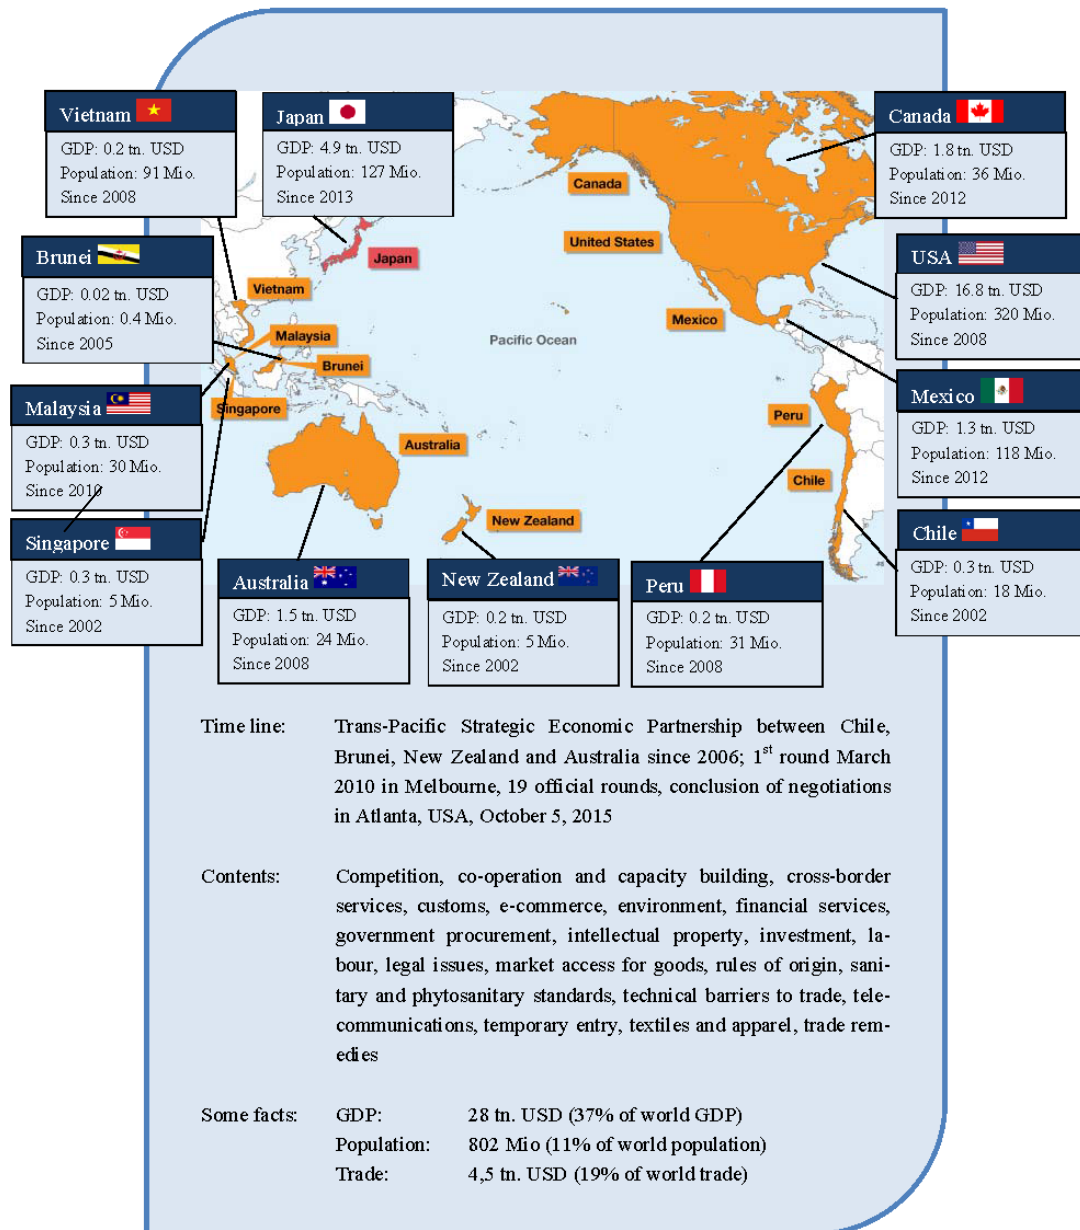 Vietnam
GDP: 0.2 tn. USD
Population: 91 Mio.
Since 2008
Japan
GDP: 4.9 tn. USD
Population: 127 Mio.
Since 2013
Canada
GDP: 1.8 tn. USD
Population: 36 Mio.
Since 2012
Brunei
GDP: 0.02 tn. USD
Population: 0.4 Mio.
Since 2005
USA
GDP: 16.8 tn. USD
Population: 320 Mio.
Since 2008
Malaysia
GDP: 0.3 tn. USD
Population: 30 Mio.
Since 2010
Mexico
GDP: 1.3 tn. USD
Population: 118 Mio.
Since 2012
Singapore
GDP: 0.3 tn. USD
Population: 5 Mio.
Since 2002
Australia
GDP: 1.5 tn. USD
Population: 24 Mio.
Since 2008
New Zealand
GDP: 0.2 tn. USD
Population: 5 Mio.
Since 2002
Peru
GDP: 0.2 tn. USD
Population: 31 Mio.
Since 2008
Chile
GDP: 0.3 tn. USD
Population: 18 Mio.
Since 2002
Canada
United States
Japan
Vietnam
Mexico
Malaysia
Pacific Ocean
Brunei
Singapore
Peru
Australia
Chile
New Zealand
Time line: Trans-Pacific Strategic Economic Partnership between Chile,
Brunei, New Zealand and Australia since 2006; 1st round March
2010 in Melbourne, 19 official rounds, conclusion of negotiations
in Atlanta, USA, October 5, 2015
Contents: Competition, co-operation and capacity building, cross-border
services, customs, e-commerce, environment, financial services,
government procurement, intellectual property, investment, la-
bour, legal issues, market access for goods, rules of origin, sani-
tary and phytosanitary standards, technical barriers to trade, tele-
communications, temporary entry, textiles and apparel, trade rem-
edies
Some facts: GDP: 28 tn. USD (37% of world GDP)
Population: 802 Mio (11% of world population)
Trade: 4,5 tn. USD (19% of world trade)